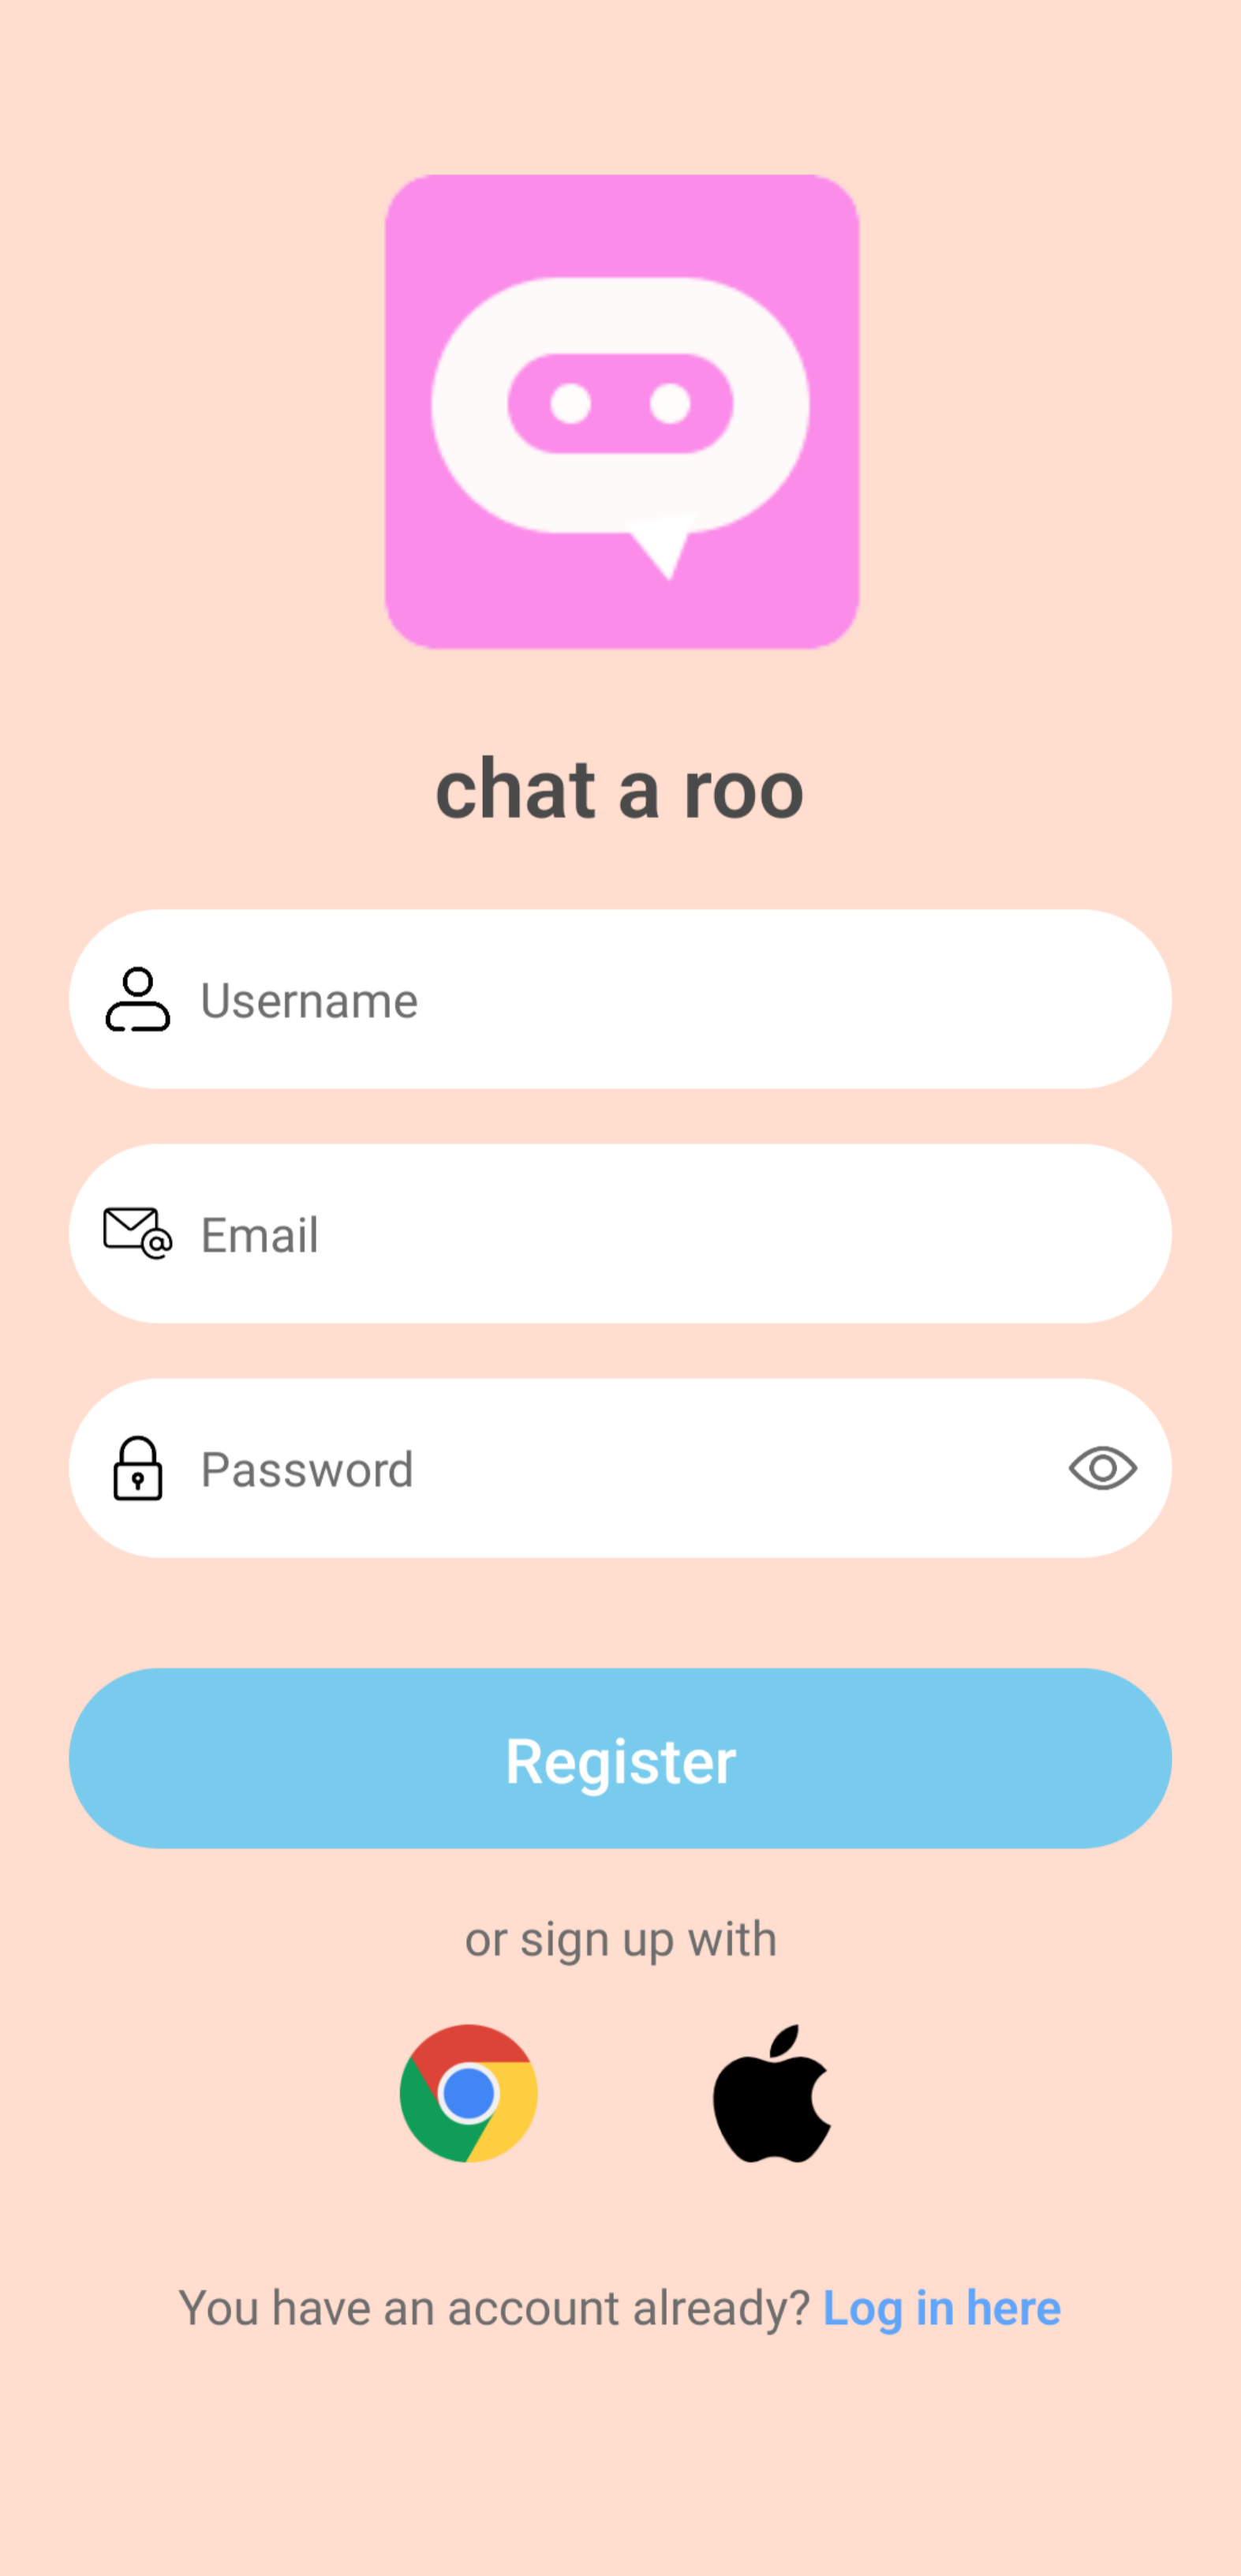 chat a roo
Username
Email
Password
Register
or sign up with
You have an account already? Log in here